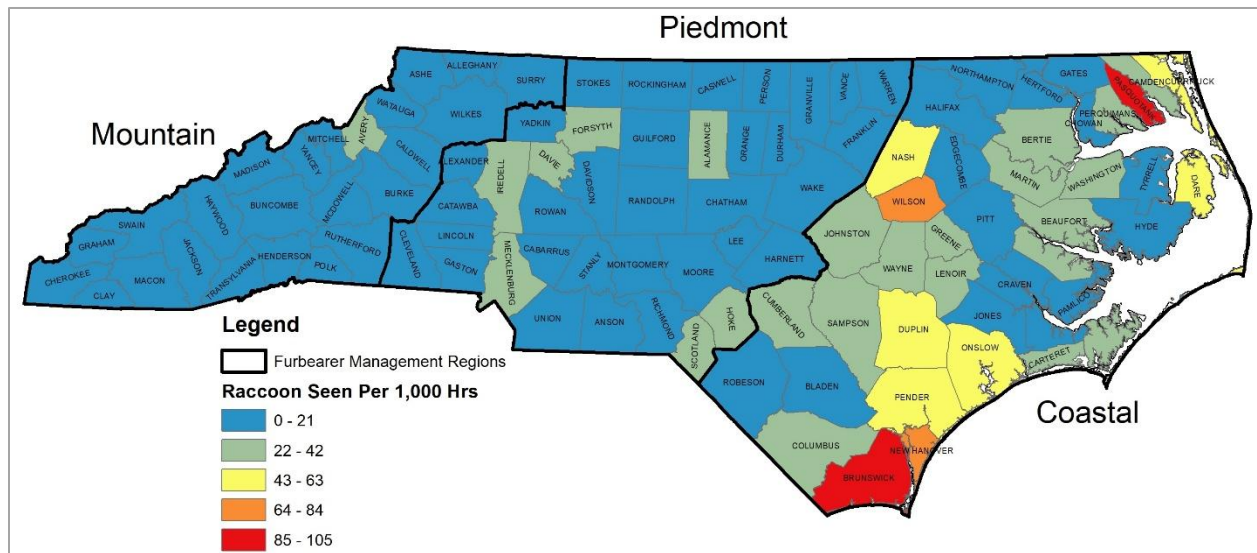 Piedmont
Mountain
Coastal
ASHE
ALLEGHANY
SURRY
STOKES
ROCKINGHAM
CASWELL
PERSON
GRANVILLE
VANCE
WARREN
NORTHAMPTON
HERTFORD
GATES
CAMDEN
CURRITUCK
PASQUOTANK
PERQUIMANS
CHOWAN
HALIFAX
WATAUGA
WILKES
YADKIN
FORSYTH
GUILFORD
ALAMANCE
ORANGE
DURHAM
FRANKLIN
NASH
EDGECOMBE
BERTIE
MITCHELL
AVERY
YANCEY
CALDWELL
ALEXANDER
IREDELL
DAVIE
DAVIDSON
WAKE
MARTIN
WASHINGTON
TYRRELL
DARE
MADISON
MCDOWELL
BURKE
CATAWBA
ROWAN
RANDOLPH
CHATHAM
WILSON
PITT
BEAUFORT
HYDE
SWAIN
HAYWOOD
BUNCOMBE
RUTHERFORD
LINCOLN
CABARRUS
STANLY
MONTGOMERY
MOORE
LEE
HARNETT
JOHNSTON
GREENE
WAYNE
LENOIR
CRAVEN
PAMLICO
GRAHAM
CHEROKEE
CLAY
MACON
JACKSON
TRANSYLVANIA
HENDERSON
POLK
CLEVELAND
GASTON
MECKLENBURG
UNION
ANSON
RICHMOND
SCOTLAND
HOKE
CUMBERLAND
SAMPSON
DUPLIN
JONES
ONSLOW
CARTERET
ROBESON
BLADEN
PENDER
COLUMBUS
NEW HANOVER
BRUNSWICK
Legend
Furbearer Management Regions
Raccoon Seen Per 1,000 Hrs
0 - 21
22 - 42
43 - 63
64 - 84
85 - 105